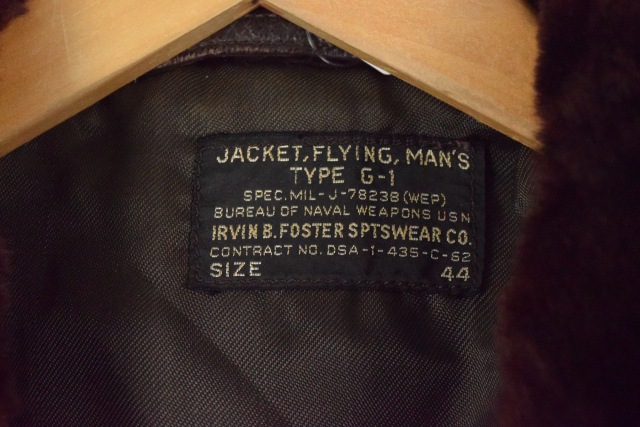 JACKET, FLYING, MAN'S
TYPE G-1
SPEC. MIL-J-7823B (WEP)
BUREAU OF NAVAL WEAPONS USN
IRVIN B. FOSTER SPTSWEAR CO.
CONTRACT NO. DSA-1-435-C-62
SIZE 44